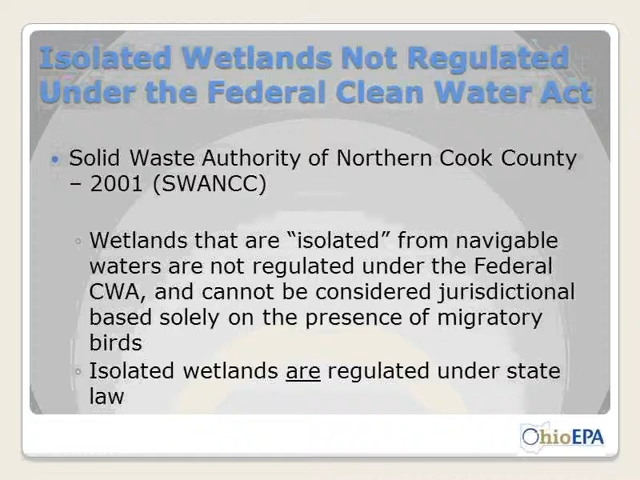 Isolated Wetlands Not Regulated
Under the Federal Clean Water Act
• Solid Waste Authority of Northern Cook County
– 2001 (SWANCC)
◦ Wetlands that are “isolated” from navigable
waters are not regulated under the Federal
CWA, and cannot be considered jurisdictional
based solely on the presence of migratory
birds
◦ Isolated wetlands are regulated under state
law
OhioEPA